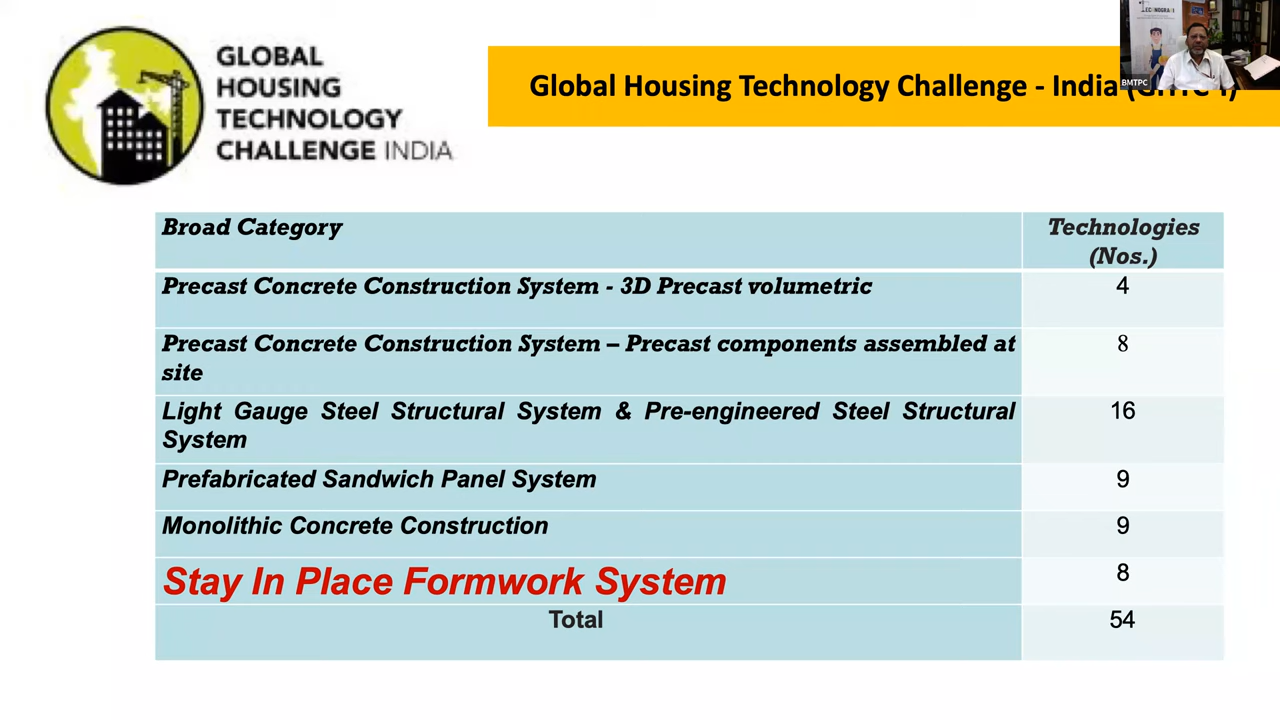 GLOBAL
HOUSING
TECHNOLOGY
CHALLENGE INDIA
Global Housing Technology Challenge - India
BMTPC
Broad Category
Technologies
(Nos.)
Precast Concrete Construction System - 3D Precast volumetric
4
Precast Concrete Construction System – Precast components assembled at
site
8
Light Gauge Steel Structural System & Pre-engineered Steel Structural
System
16
Prefabricated Sandwich Panel System
9
Monolithic Concrete Construction
9
Stay In Place Formwork System
8
Total
54